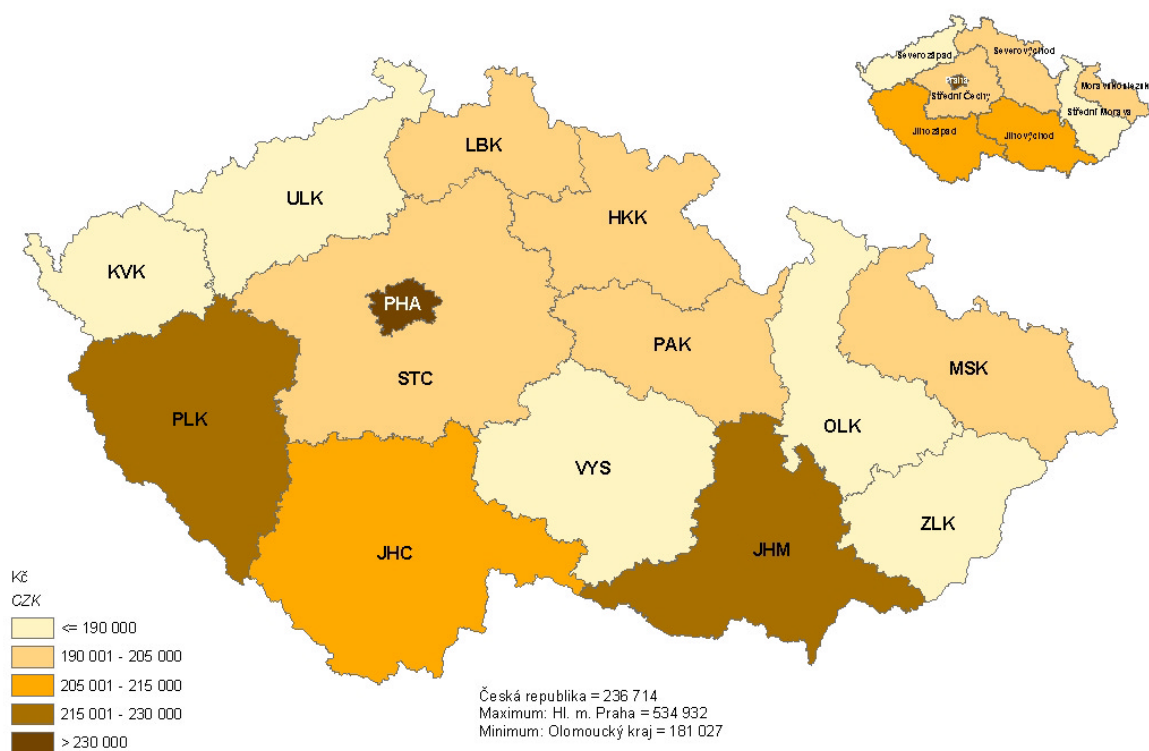 Severozápad
Severovýchod
Praha
Střední Čechy
Moravskoslezsko
Střední Morava
Jihozápad
Jihovýchod
LBK
ULK
HKK
KVK
PHA
PAK
MSK
STC
PLK
OLK
VYS
ZLK
JHC
JHM
Kč
CZK
<= 190 000
190 001 - 205 000
205 001 - 215 000
215 001 - 230 000
> 230 000
Česká republika = 236 714
Maximum: Hl. m. Praha = 534 932
Minimum: Olomoucký kraj = 181 027